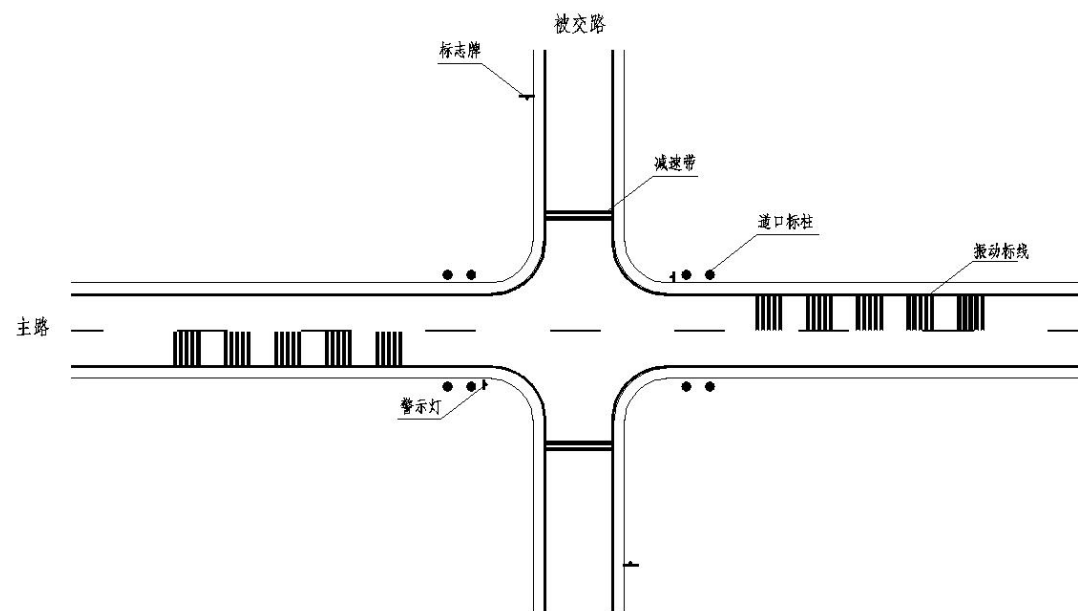 被交路
标志牌
减速带
道口标柱
振动标线
主路
警示灯